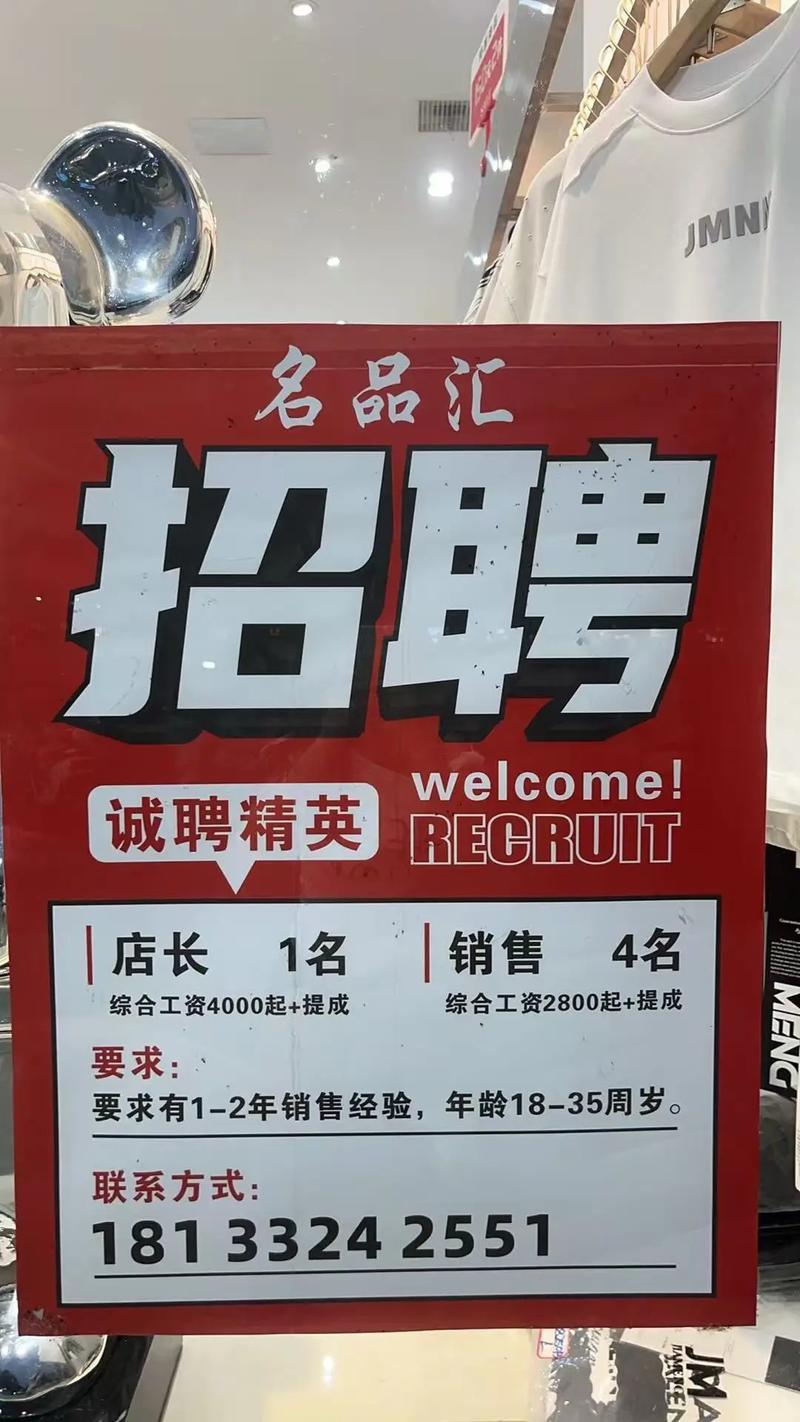 JMN
名品汇
招聘
诚聘精英
welcome!
RECRUIT
店长 1名
综合工资4000起+提成
销售 4名
综合工资2800起+提成
要求:
要求有1-2年销售经验，年龄18-35周岁。
联系方式:
181 3324 2551
MENG
JMA